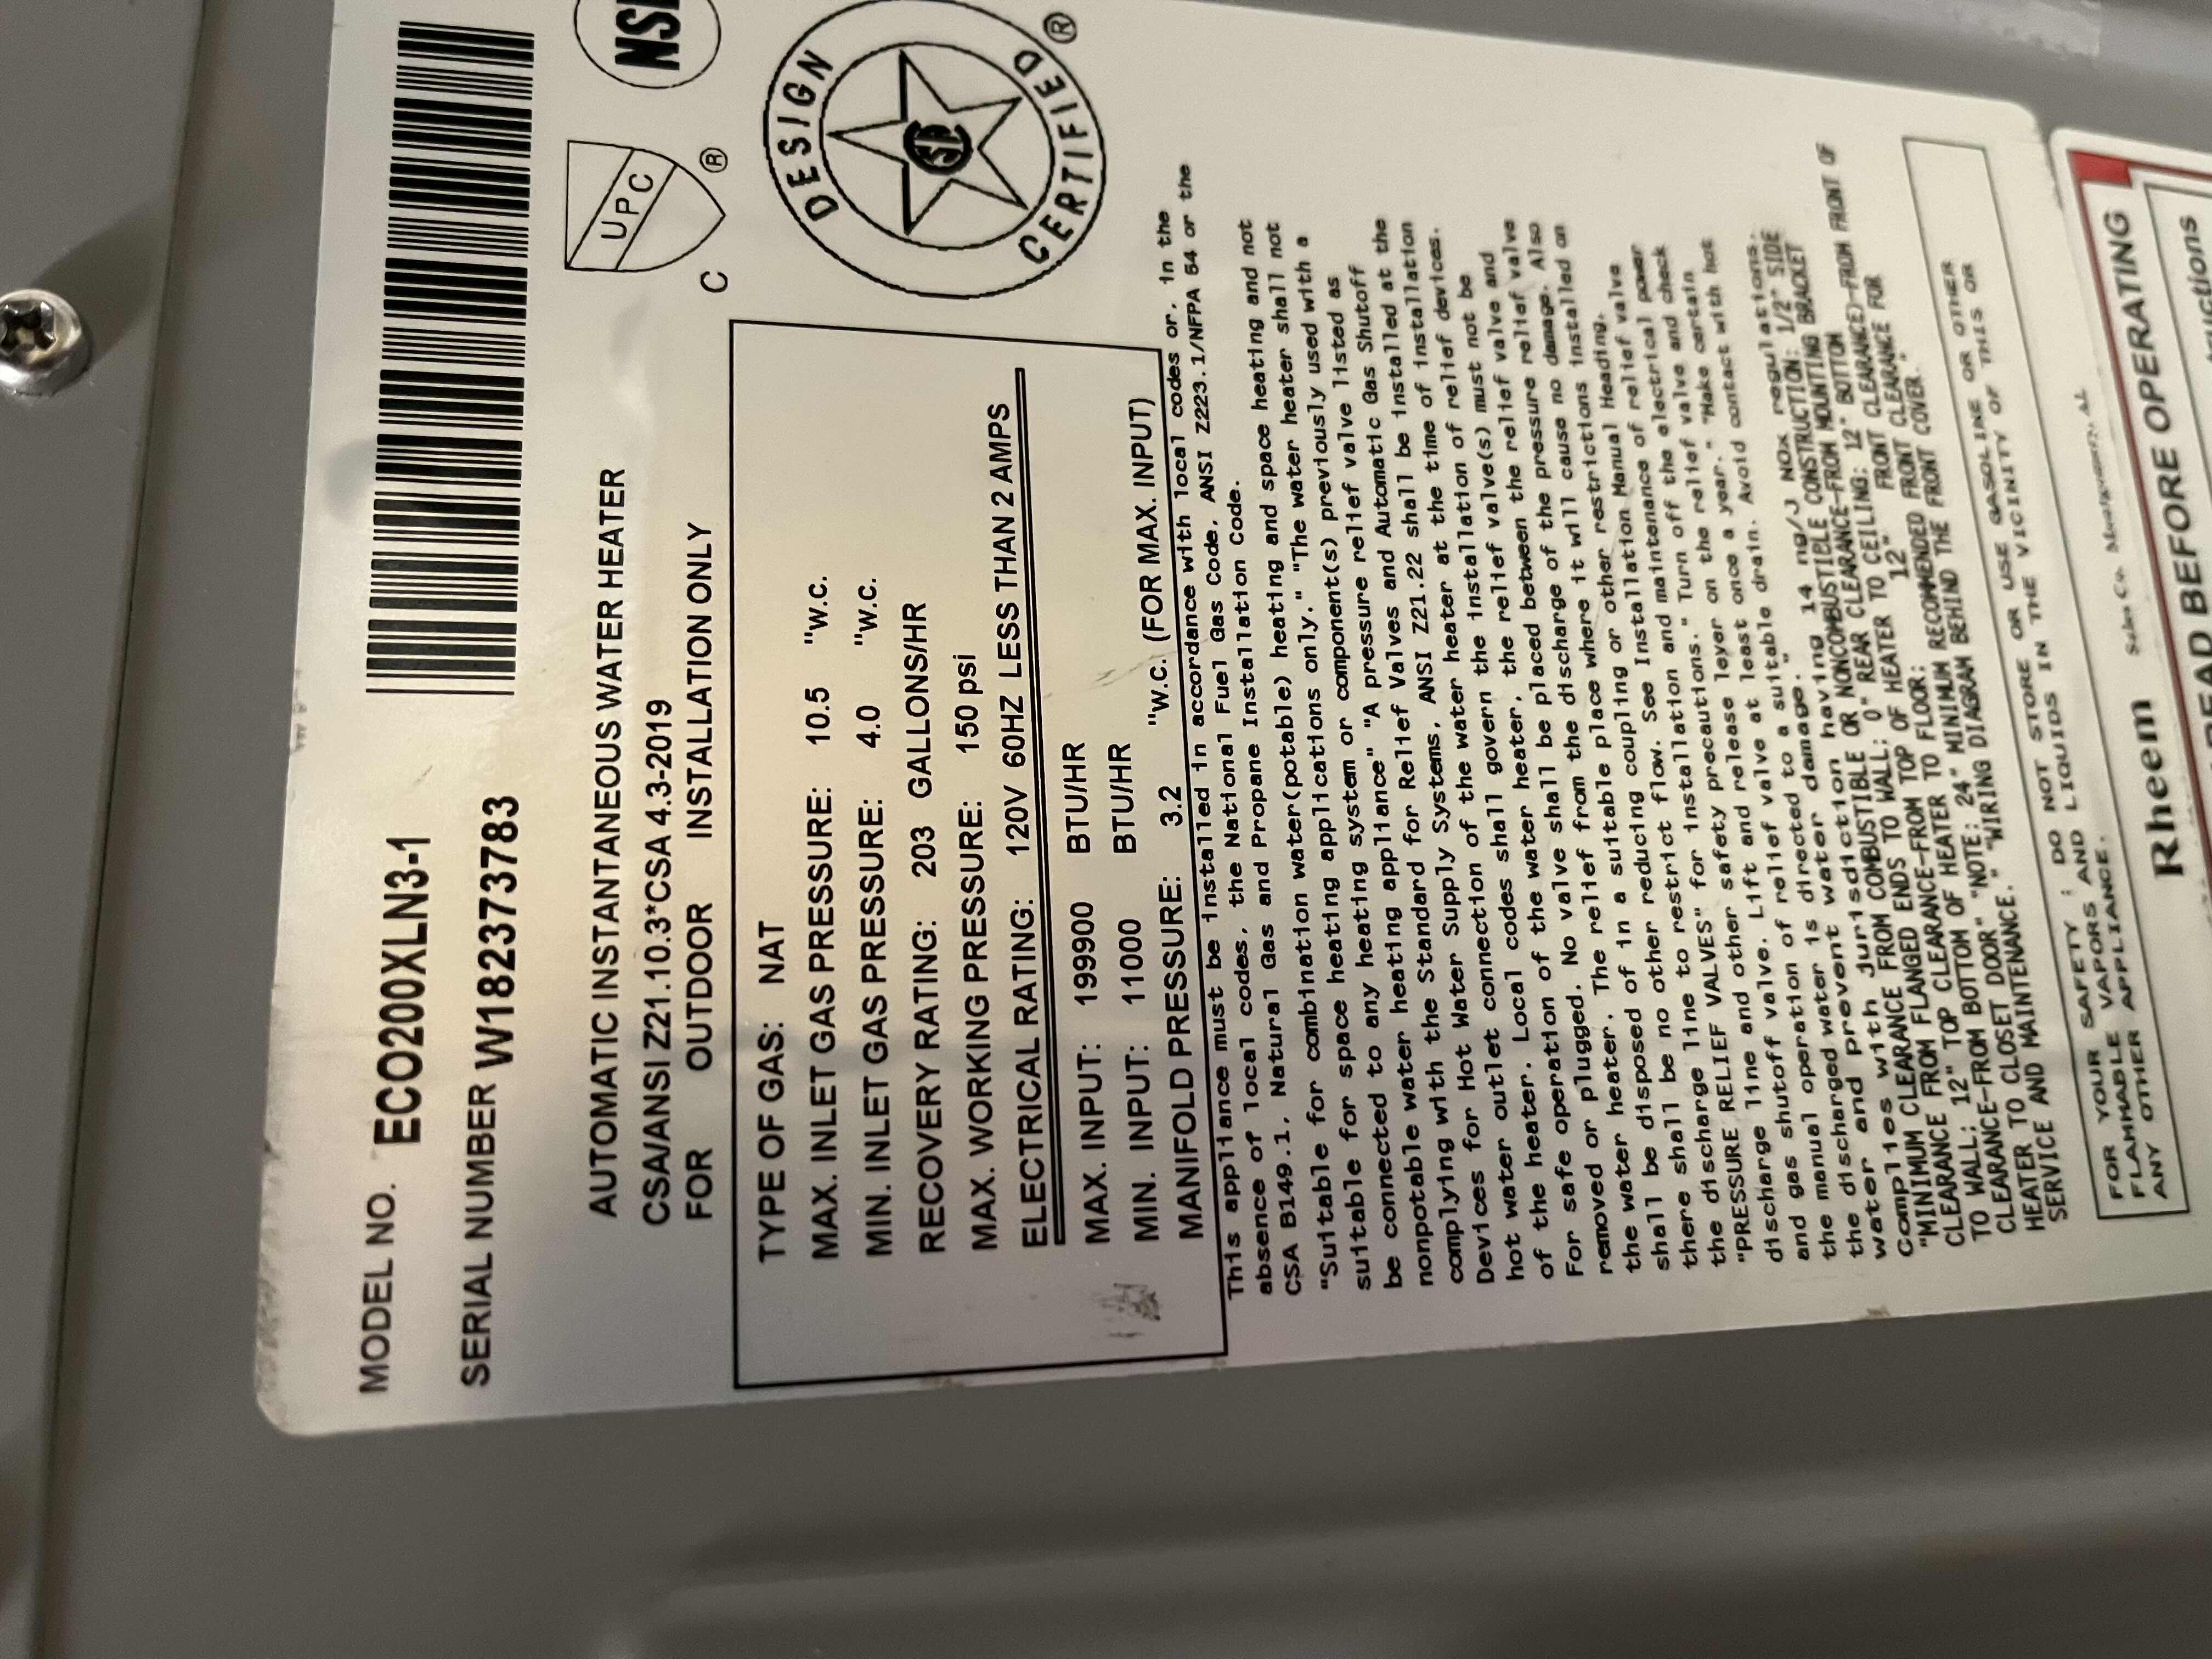 MODEL NO. ECO200XLN3-1
SERIAL NUMBER W182373783
AUTOMATIC INSTANTANEOUS WATER HEATER
CSA/ANSI Z21.10.3*CSA 4.3-2019
FOR OUTDOOR INSTALLATION ONLY
UPC
®
C
DESIGN
CERTIFIED ®
TYPE OF GAS: NAT
MAX. INLET GAS PRESSURE: 10.5 "w.c.
MIN. INLET GAS PRESSURE: 4.0 "w.c.
RECOVERY RATING: 203 GALLONS/HR
MAX. WORKING PRESSURE: 150 psi
ELECTRICAL RATING: 120V 60HZ LESS THAN 2 AMPS
MAX. INPUT: 199900 BTU/HR
MIN. INPUT: 11000 BTU/HR
MANIFOLD PRESSURE: 3.2 "w.c. (FOR MAX. INPUT)
This appliance must be installed in accordance with local codes or, in the
absence of local codes, the National Fuel Gas Code, ANSI Z223.1/NFPA 54 or the
CSA B149.1, Natural Gas and Propane Installation Code.
"Suitable for combination water(potable) heating and space heating and not
suitable for space heating applications only." "The water heater shall not
be connected to any heating system or component(s) previously used with a
nonpotable water heating appliance" "A pressure relief valve listed as
complying with the Standard for Relief Valves and Automatic Gas Shutoff
Devices for Hot Water Supply Systems, ANSI Z21.22 shall be installed at the
hot water outlet connection of the water heater at the time of installation
of the heater. Local codes shall govern the installation of relief devices.
For safe operation of the water heater, the relief valve(s) must not be
removed or plugged. No valve shall be placed between the relief valve and
the water heater. The relief from the discharge of the pressure relief valve
shall be disposed of in a suitable place where it will cause no damage. Also
there shall be no other reducing coupling or other restrictions installed on
the discharge line to restrict flow. See Installation Manual Heading.
"PRESSURE RELIEF VALVES" for installations." Turn off the electrical power
discharge line and other safety precautions.
discharge valve. Lift and release lever on the relief valve
and gas shutoff valve at least once a year." "Make certain
the manual operation of relief valve
the discharged water is directed to a suitable drain. Avoid contact with hot
water and prevent water damage."
Complies with jurisdiction having 14 ng/J NOx regulations.
"MINIMUM CLEARANCE FROM COMBUSTIBLE OR NONCOMBUSTIBLE CONSTRUCTION: 1/2" SIDE
CLEARANCE FROM FLANGED ENDS TO WALL: 0" REAR CLEARANCE-FROM MOUNTING BRACKET
TO WALL: 12" TOP CLEARANCE-FROM TOP OF HEATER TO CEILING: 12" BOTTOM
CLEARANCE-FROM BOTTOM OF HEATER TO FLOOR: 12" FRONT CLEARANCE)-FROM FRONT OF
HEATER TO CLOSET DOOR" "NOTE: 24" MINIMUM RECOMMENDED FRONT CLEARANCE FOR
SERVICE AND MAINTENANCE." "WIRING DIAGRAM BEHIND THE FRONT COVER."
FOR YOUR SAFETY : DO NOT STORE OR USE GASOLINE OR OTHER
FLAMMABLE VAPORS AND LIQUIDS IN THE VICINITY OF THIS OR
ANY OTHER APPLIANCE.
Rheem Sales Co. Montgomery, AL
READ BEFORE OPERATING